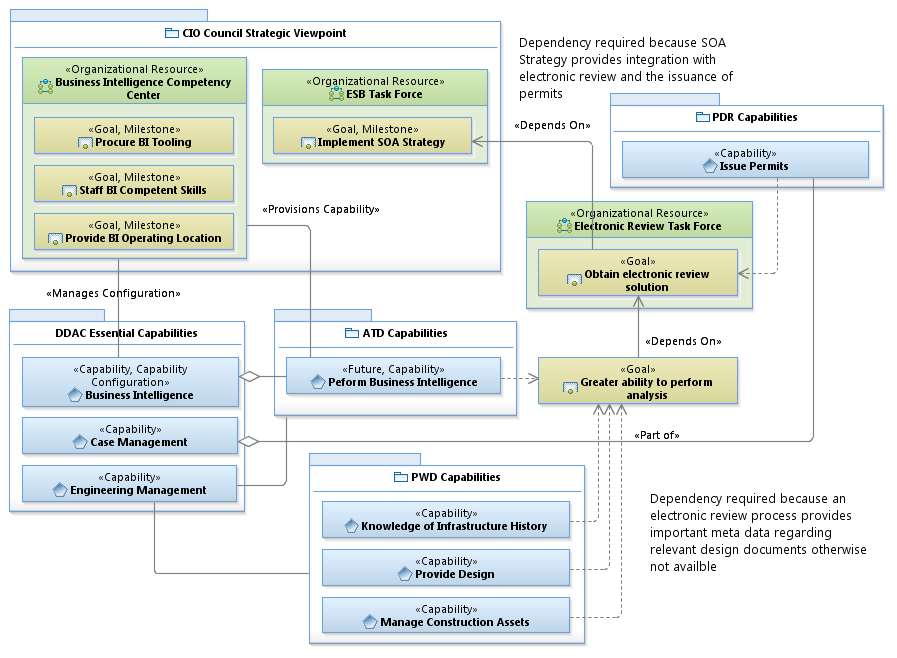 CIO Council Strategic Viewpoint
«Organizational Resource»
Business Intelligence Competency
Center
«Goal, Milestone»
Procure BI Tooling
«Goal, Milestone»
Staff BI Competent Skills
«Goal, Milestone»
Provide BI Operating Location
«Organizational Resource»
ESB Task Force
«Goal, Milestone»
Implement SOA Strategy
Dependency required because SOA
Strategy provides integration with
electronic review and the issuance of
permits
«Depends On»
PDR Capabilities
«Capability»
Issue Permits
«Provisions Capability»
«Organizational Resource»
Electronic Review Task Force
«Goal»
Obtain electronic review
solution
«Manages Configuration»
DDAC Essential Capabilities
«Capability, Capability
Configuration»
Business Intelligence
«Capability»
Case Management
«Capability»
Engineering Management
ATD Capabilities
«Future, Capability»
Peform Business Intelligence
«Depends On»
«Goal»
Greater ability to perform
analysis
«Part of»
PWD Capabilities
«Capability»
Knowledge of Infrastructure History
«Capability»
Provide Design
«Capability»
Manage Construction Assets
Dependency required because an
electronic review process provides
important meta data regarding
relevant design documents otherwise
not availble